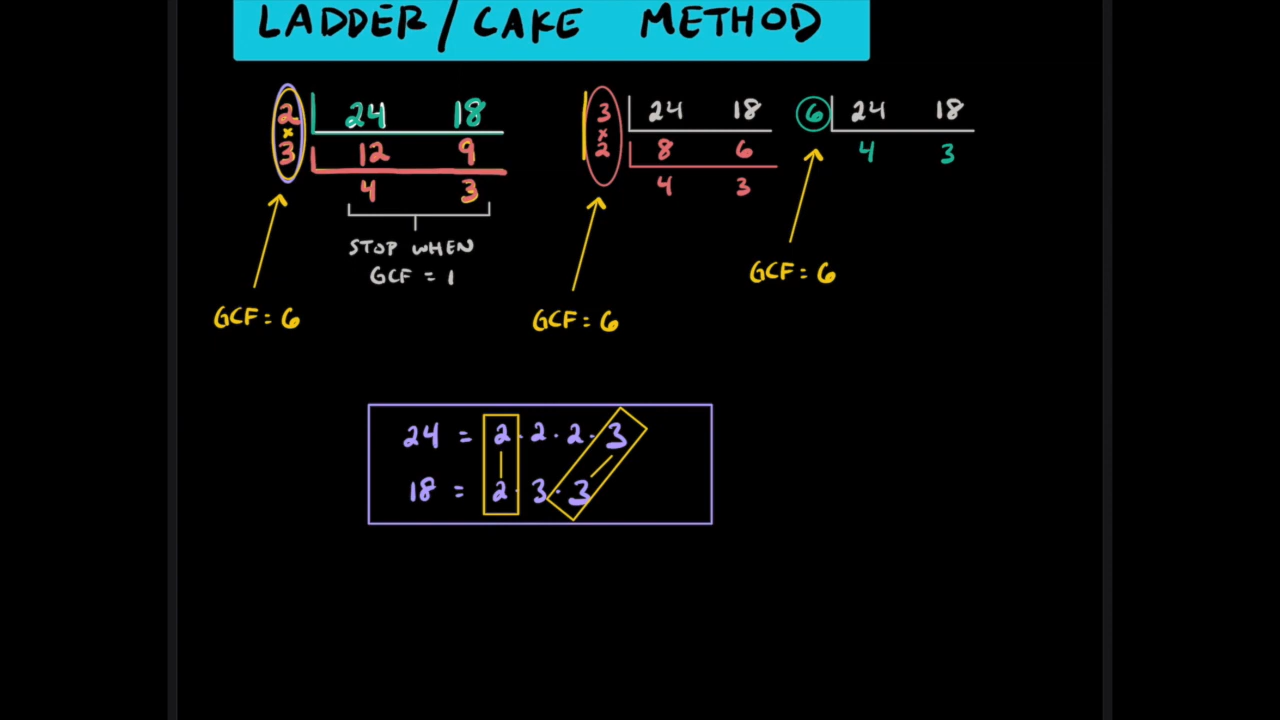 LADDER/CAKE METHOD
2 24 18
×
3 12 9
4 3
STOP WHEN
GCF = 1
GCF = 6
3 24 18
×
2 8 6
4 3
GCF = 6
6 24 18
4 3
GCF = 6
24 = 2 · 2 · 2 · 3
18 = 2 · 3 · 3